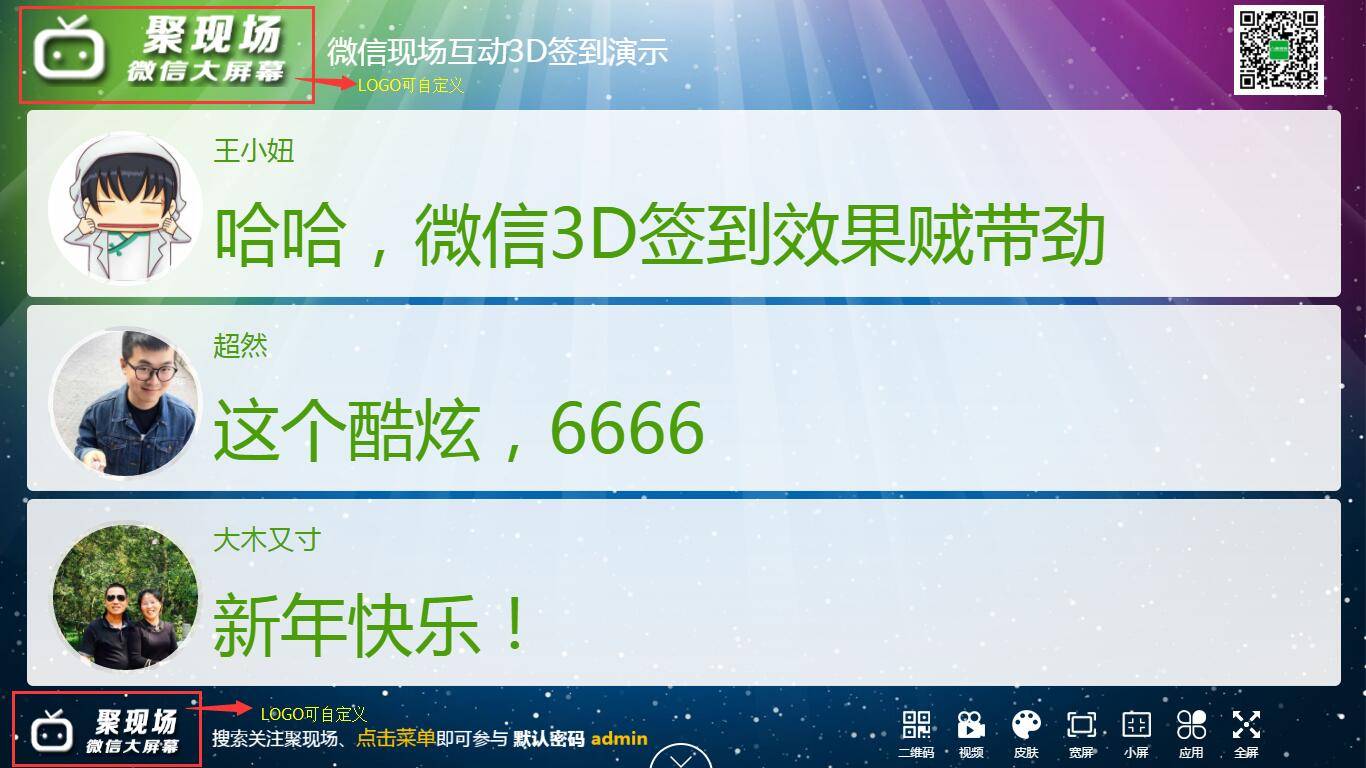 聚现场
微信大屏幕
微信现场互动3D签到演示
LOGO可自定义
王小妞
哈哈，微信3D签到效果贼带劲
超然
这个酷炫，6666
大木又寸
新年快乐！
聚现场
微信大屏幕
LOGO可自定义
搜索关注聚现场、点击菜单即可参与 默认密码 admin
二维码 视频 皮肤 宽屏 小屏 应用 全屏